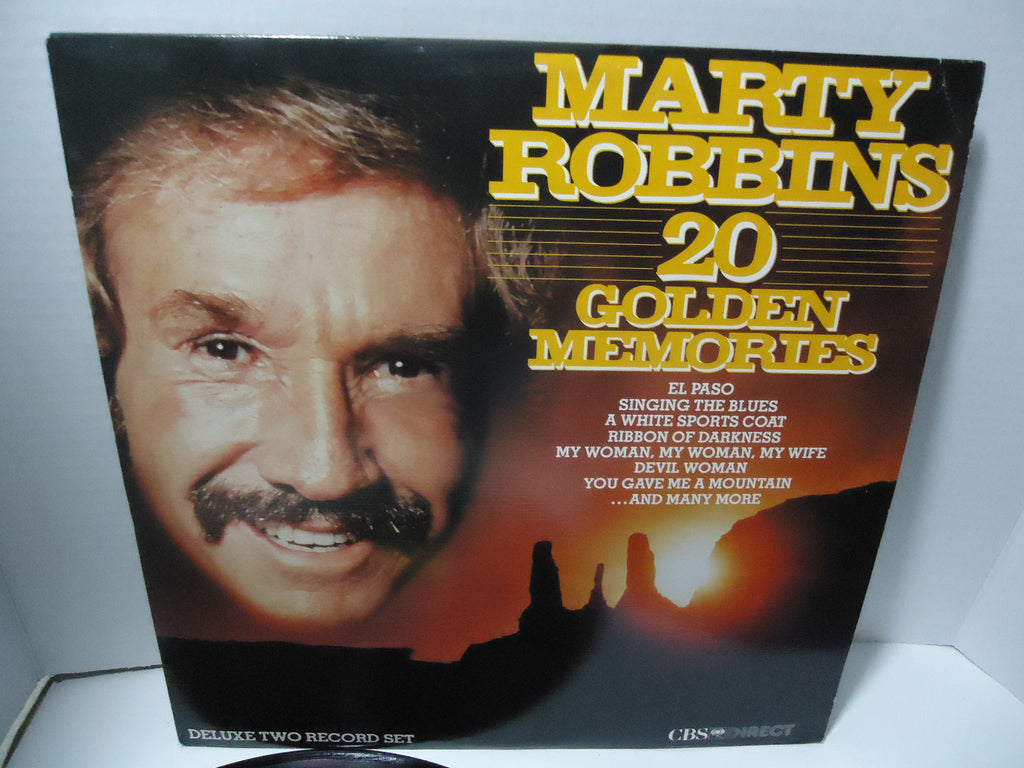 MARTY
ROBBINS
20
GOLDEN
MEMORIES
EL PASO
SINGING THE BLUES
A WHITE SPORTS COAT
RIBBON OF DARKNESS
MY WOMAN, MY WOMAN, MY WIFE
DEVIL WOMAN
YOU GAVE ME A MOUNTAIN
...AND MANY MORE
DELUXE TWO RECORD SET
CBS DIRECT